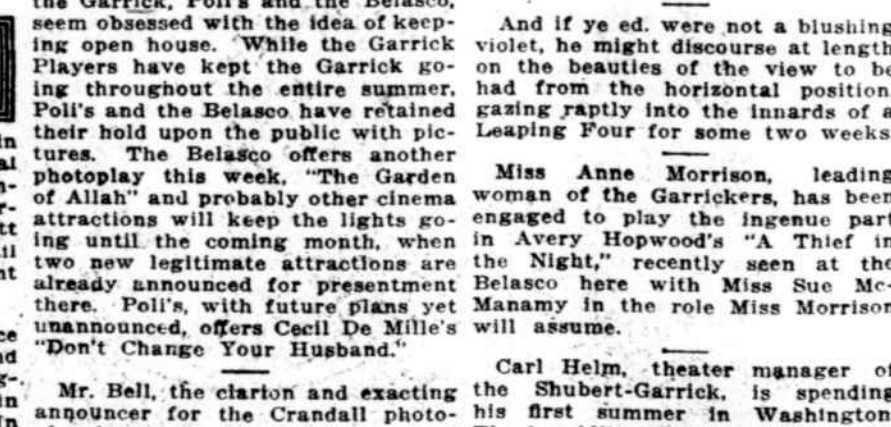 the Garrick, Poli's and the Belasco,
seem obsessed with the idea of keep-
ing open house. While the Garrick
Players have kept the Garrick go-
ing throughout the entire summer,
Poli's and the Belasco have retained
their hold upon the public with pic-
tures. The Belasco offers another
photoplay this week, "The Garden
of Allah" and probably other cinema
attractions will keep the lights go-
ing until the coming month, when
two new legitimate attractions are
already announced for presentment
there. Poli's, with future plans yet
unannounced, offers Cecil De Mille's
"Don't Change Your Husband."
Mr. Bell, the clarion and exacting
announcer for the Crandall photo-
And if ye ed. were not a blushing
violet, he might discourse at length
on the beauties of the view to be
had from the horizontal position
gazing raptly into the innards of a
Leaping Four for some two weeks.
Miss Anne Morrison, leading
woman of the Garrickers, has been
engaged to play the ingenue part
in Avery Hopwood's "A Thief in
the Night," recently seen at the
Belasco here with Miss Sue Mc-
Manamy in the role Miss Morrison
will assume.
Carl Helm, theater manager of
the Shubert-Garrick, is spending
his first summer in Washington